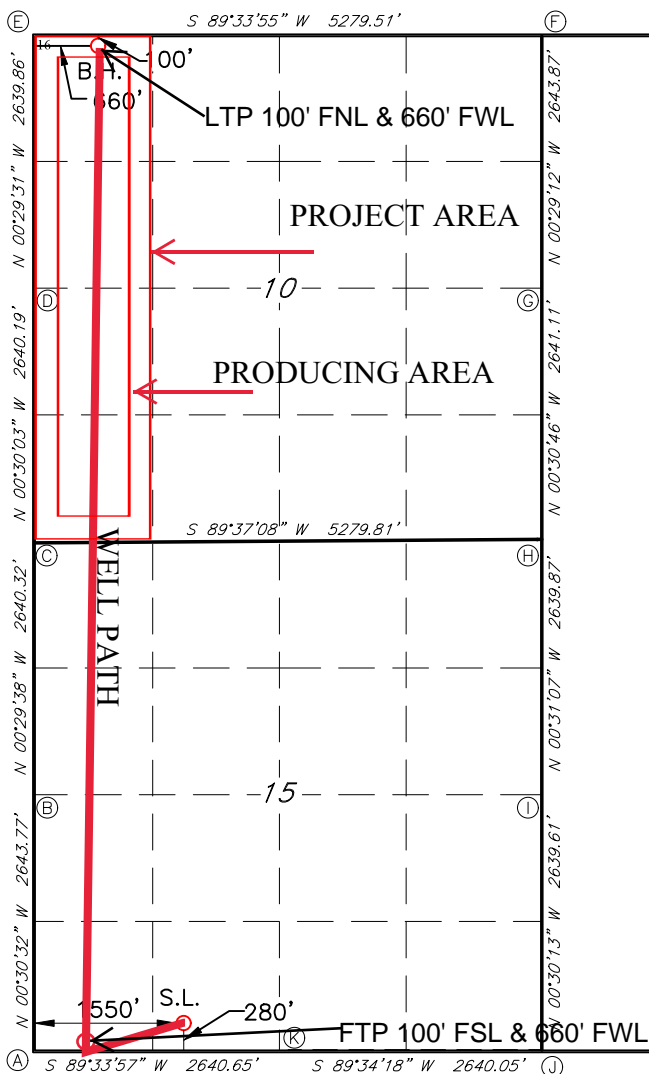 E
S 89°33'55" W 5279.51'
F
16
100'
B.H.
660'
LTP 100' FNL & 660' FWL
N 00°29'31" W 2639.86'
N 00°29'12" W 2643.87'
PROJECT AREA
10
D
G
PRODUCING AREA
N 00°30'03" W 2640.19'
N 00°30'46" W 2641.11'
S 89°37'08" W 5279.81'
C
H
WELL PATH
N 00°29'38" W 2640.32'
N 00°31'07" W 2639.87'
15
B
I
N 00°30'32" W 2643.77'
N 00°30'13" W 2639.61'
1550'
S.L.
280'
K
FTP 100' FSL & 660' FWL
A
S 89°33'57" W 2640.65'
S 89°34'18" W 2640.05'
J